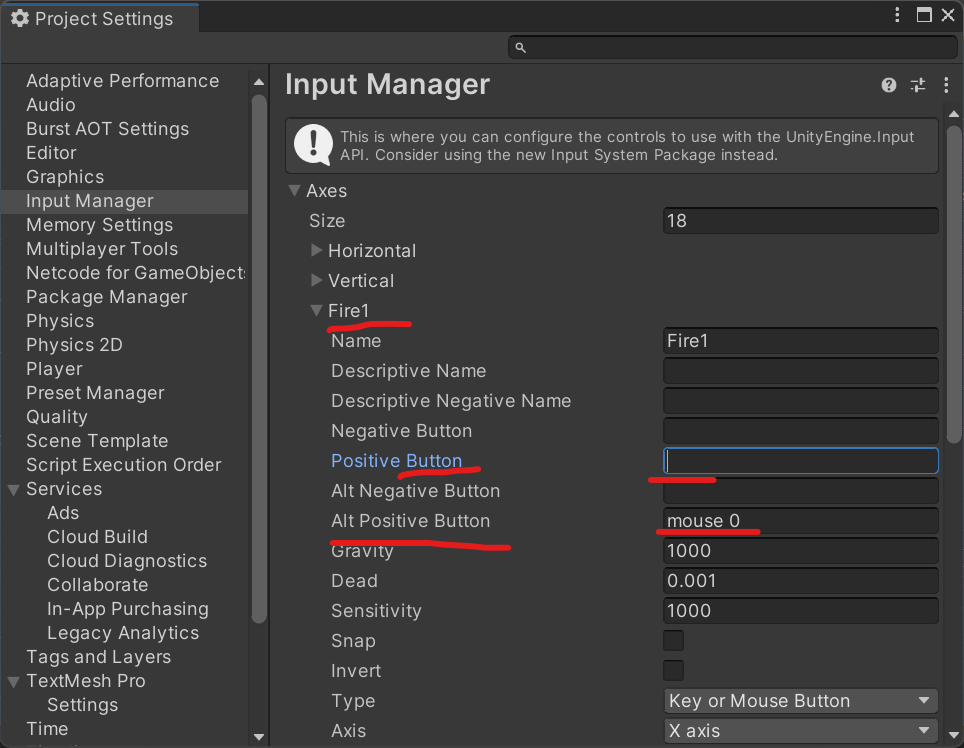 Project Settings
Adaptive Performance
Audio
Burst AOT Settings
Editor
Graphics
Input Manager
Memory Settings
Multiplayer Tools
Netcode for GameObjects
Package Manager
Physics
Physics 2D
Player
Preset Manager
Quality
Scene Template
Script Execution Order
Services
Ads
Cloud Build
Cloud Diagnostics
Collaborate
In-App Purchasing
Legacy Analytics
Tags and Layers
TextMesh Pro
Settings
Time
Input Manager
This is where you can configure the controls to use with the UnityEngine.Input
API. Consider using the new Input System Package instead.
Axes
Size 18
Horizontal
Vertical
Fire1
Name Fire1
Descriptive Name
Descriptive Negative Name
Negative Button
Positive Button
Alt Negative Button
Alt Positive Button mouse 0
Gravity 1000
Dead 0.001
Sensitivity 1000
Snap
Invert
Type Key or Mouse Button
Axis X axis